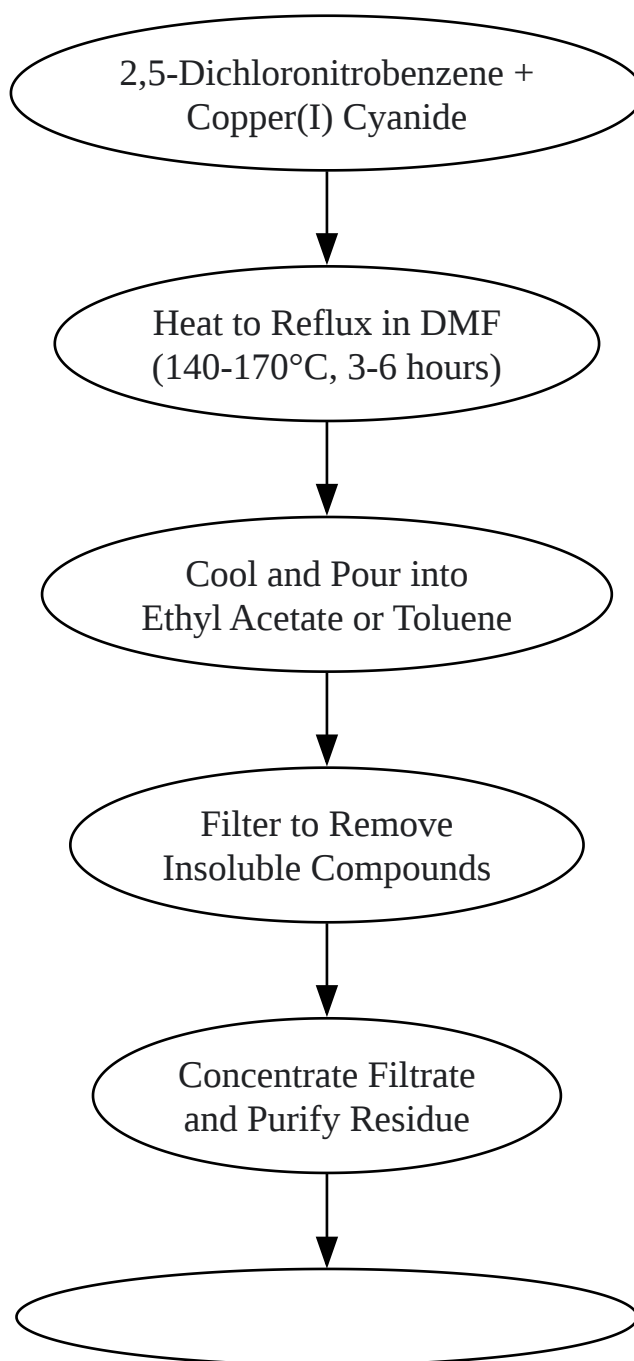 2,5-Dichloronitrobenzene +
Copper(I) Cyanide
Heat to Reflux in DMF
(140-170°C, 3-6 hours)
Cool and Pour into
Ethyl Acetate or Toluene
Filter to Remove
Insoluble Compounds
Concentrate Filtrate
and Purify Residue